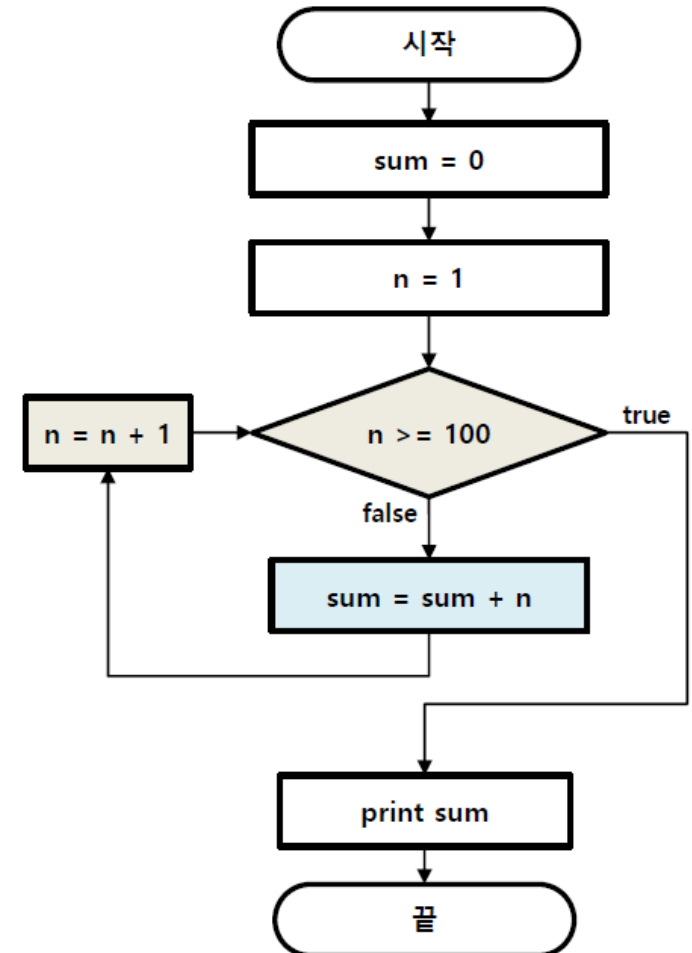 시작
sum = 0
n = 1
n = n + 1
n >= 100
true
false
sum = sum + n
print sum
끝